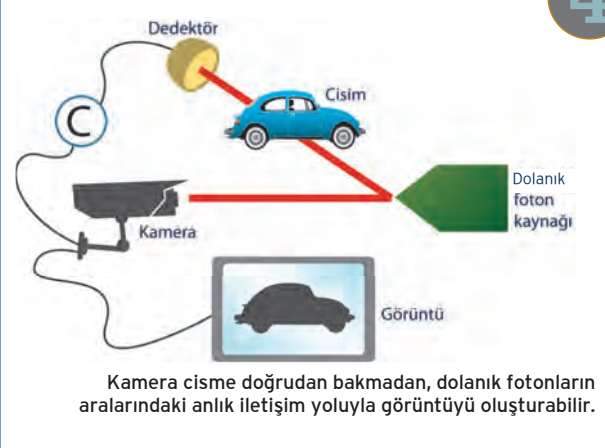 4
Dedektör
Cisim
C
Dolanık
foton
kaynağı
Kamera
Görüntü
Kamera cisme doğrudan bakmadan, dolanık fotonların
aralarındaki anlık iletişim yoluyla görüntüyü oluşturabilir.